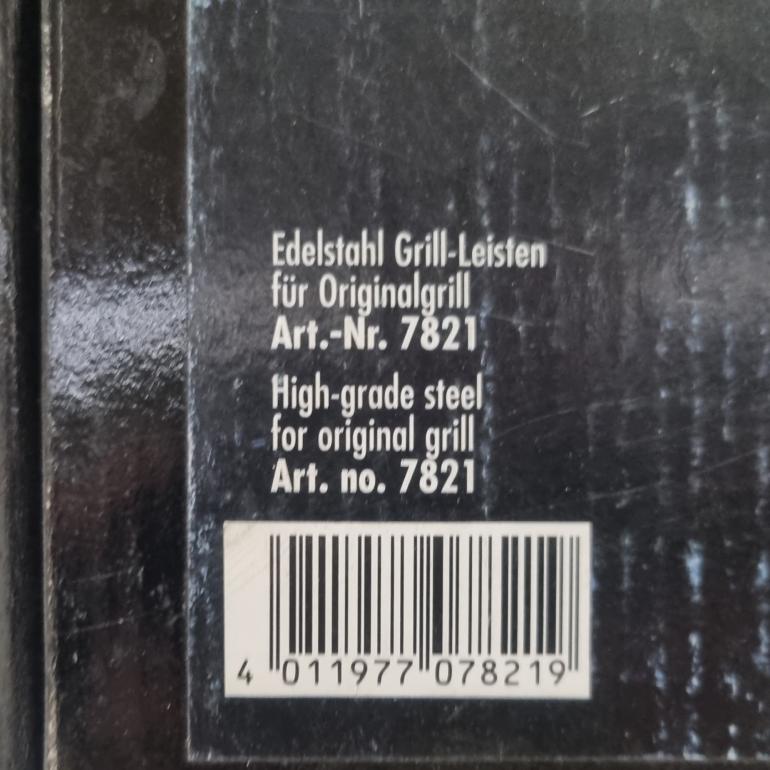 Edelstahl Grill-Leisten
für Originalgrill
Art.-Nr. 7821
High-grade steel
for original grill
Art. no. 7821
4 011977 078219